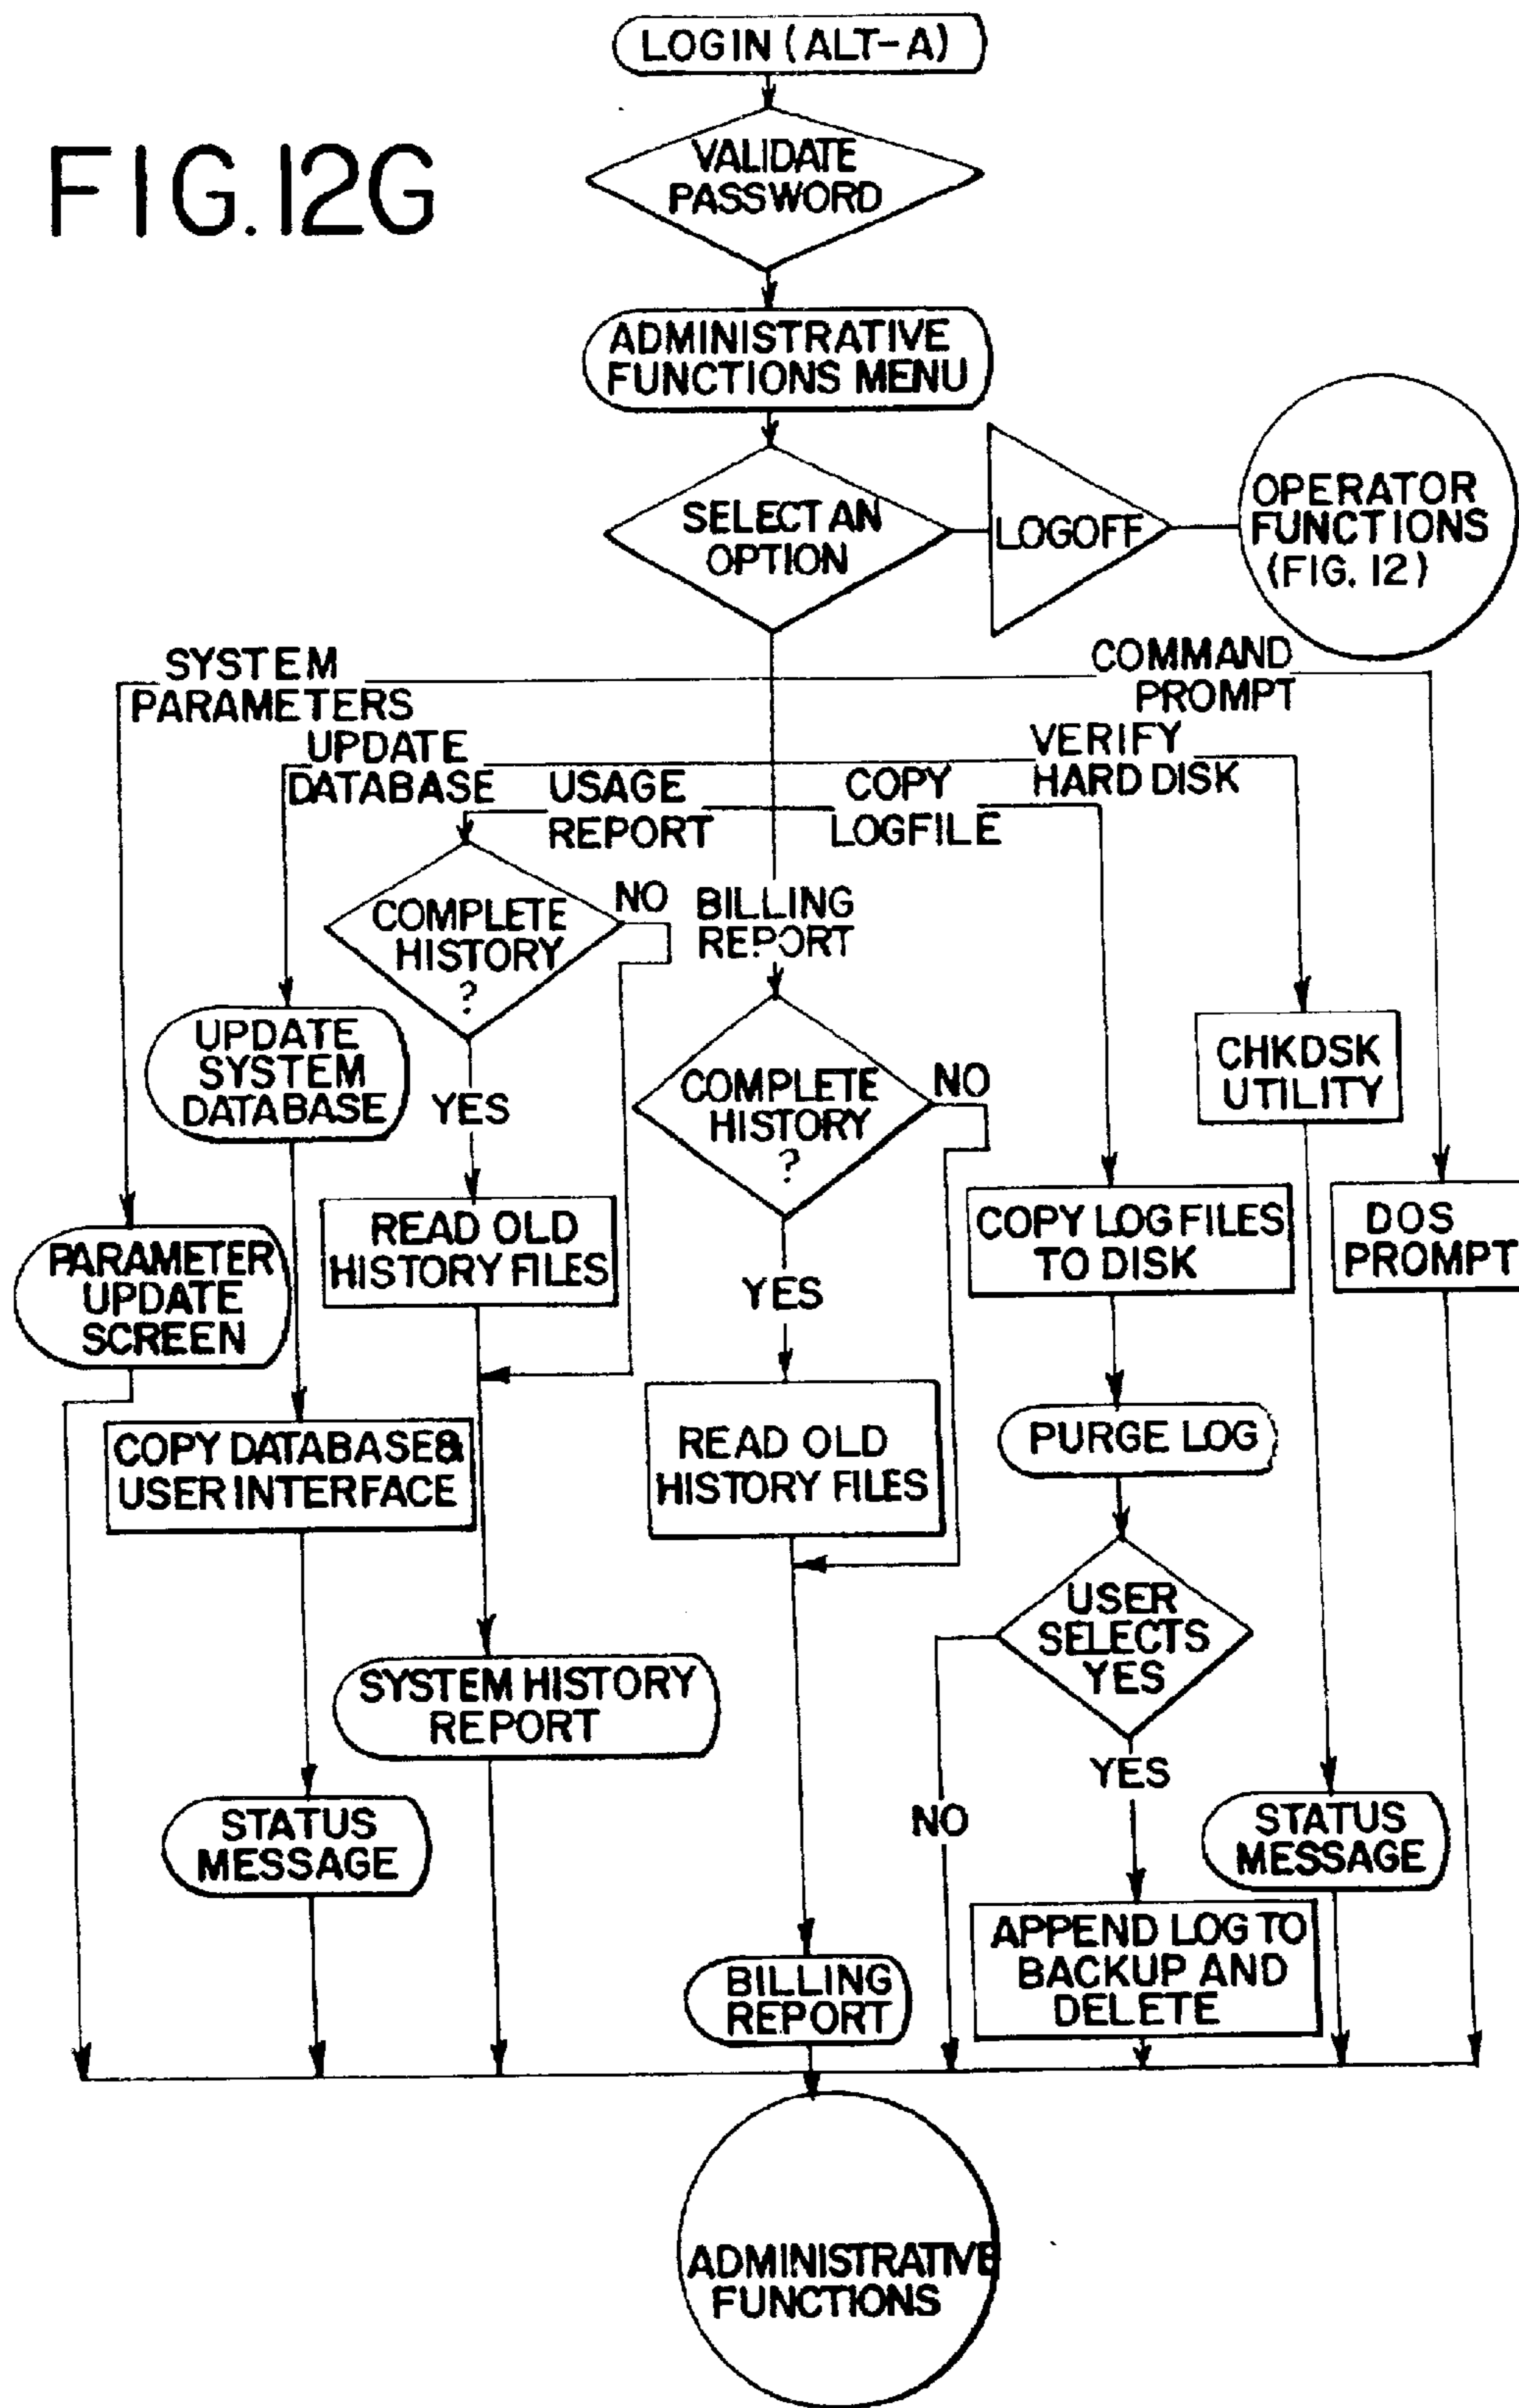 FIG.12G
LOGIN (ALT-A)
VALIDATE
PASSWORD
ADMINISTRATIVE
FUNCTIONS MENU
SELECT AN
OPTION
LOGOFF
OPERATOR
FUNCTIONS
(FIG. 12)
SYSTEM
PARAMETERS
COMMAND
PROMPT
UPDATE
DATABASE
VERIFY
HARD DISK
USAGE
REPORT
COPY
LOGFILE
COMPLETE
HISTORY
?
NO
BILLING
REPORT
UPDATE
SYSTEM
DATABASE
YES
COMPLETE
HISTORY
?
NO
CHKDSK
UTILITY
READ OLD
HISTORY FILES
COPY LOG FILES
TO DISK
DOS
PROMPT
PARAMETER
UPDATE
SCREEN
YES
COPY DATABASE&
USER INTERFACE
READ OLD
HISTORY FILES
PURGE LOG
USER
SELECTS
YES
SYSTEM HISTORY
REPORT
YES
NO
STATUS
MESSAGE
STATUS
MESSAGE
BILLING
REPORT
APPEND LOG TO
BACKUP AND
DELETE
ADMINISTRATIVE
FUNCTIONS